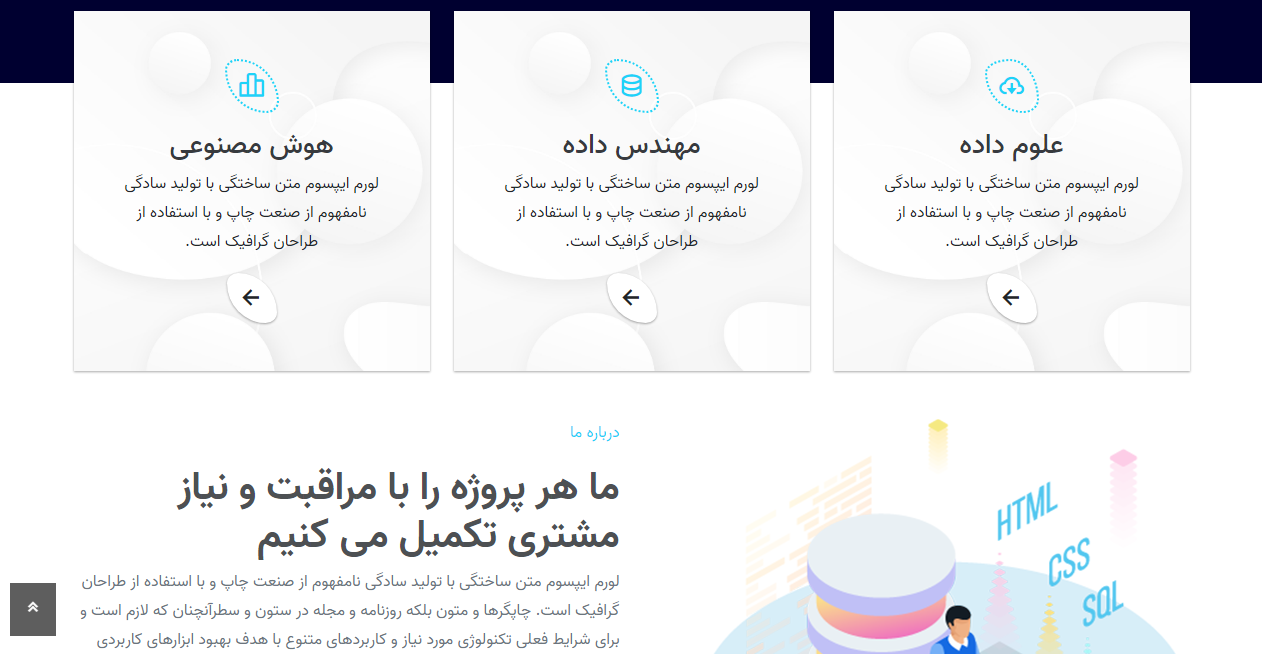 علوم داده
لورم ایپسوم متن ساختگی با تولید سادگی
نامفهوم از صنعت چاپ و با استفاده از
طراحان گرافیک است.
مهندس داده
لورم ایپسوم متن ساختگی با تولید سادگی
نامفهوم از صنعت چاپ و با استفاده از
طراحان گرافیک است.
هوش مصنوعی
لورم ایپسوم متن ساختگی با تولید سادگی
نامفهوم از صنعت چاپ و با استفاده از
طراحان گرافیک است.
HTML
CSS
SQL
درباره ما
ما هر پروژه را با مراقبت و نیاز
مشتری تکمیل می کنیم
لورم ایپسوم متن ساختگی با تولید سادگی نامفهوم از صنعت چاپ و با استفاده از طراحان
گرافیک است. چاپگرها و متون بلکه روزنامه و مجله در ستون و سطرآنچنان که لازم است و
برای شرایط فعلی تکنولوژی مورد نیاز و کاربردهای متنوع با هدف بهبود ابزارهای کاربردی